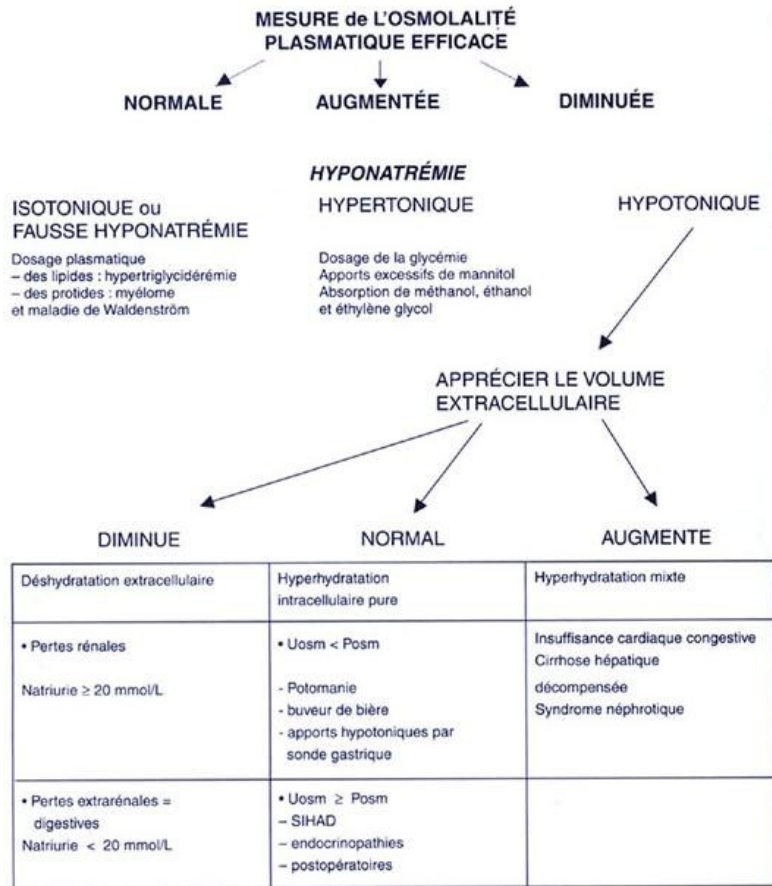 MESURE de L'OSMOLALITÉ
PLASMATIQUE EFFICACE
NORMALE
AUGMENTÉE
DIMINUÉE
HYPONATRÉMIE
ISOTONIQUE ou
FAUSSE HYPONATRÉMIE
Dosage plasmatique
– des lipides : hypertriglycidérémie
– des protides : myélome
et maladie de Waldenström
HYPERTONIQUE
Dosage de la glycémie
Apports excessifs de mannitol
Absorption de méthanol, éthanol
et éthylène glycol
HYPOTONIQUE
APPRÉCIER LE VOLUME
EXTRACELLULAIRE
DIMINUE
NORMAL
AUGMENTE
Déshydratation extracellulaire
Hyperhydratation
intracellulaire pure
Hyperhydratation mixte
• Pertes rénales
Natriurie ≥ 20 mmol/L
• Uosm < Posm
- Potomanie
- buveur de bière
- apports hypotoniques par
sonde gastrique
Insuffisance cardiaque congestive
Cirrhose hépatique
décompensée
Syndrome néphrotique
• Pertes extrarénales =
digestives
Natriurie < 20 mmol/L
• Uosm ≥ Posm
– SIHAD
– endocrinopathies
– postopératoires